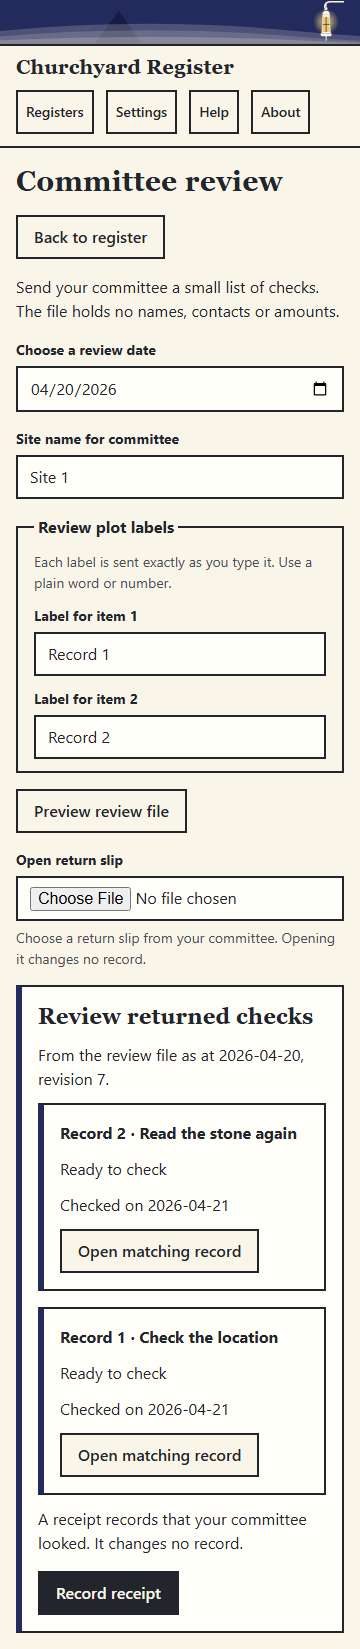 Churchyard Register
Registers
Settings
Help
About
Committee review
Back to register
Send your committee a small list of checks.
The file holds no names, contacts or amounts.
Choose a review date
04/20/2026
Site name for committee
Site 1
Review plot labels
Each label is sent exactly as you type it. Use a
plain word or number.
Label for item 1
Record 1
Label for item 2
Record 2
Preview review file
Open return slip
Choose File No file chosen
Choose a return slip from your committee. Opening
it changes no record.
Review returned checks
From the review file as at 2026-04-20,
revision 7.
Record 2 · Read the stone again
Ready to check
Checked on 2026-04-21
Open matching record
Record 1 · Check the location
Ready to check
Checked on 2026-04-21
Open matching record
A receipt records that your committee
looked. It changes no record.
Record receipt